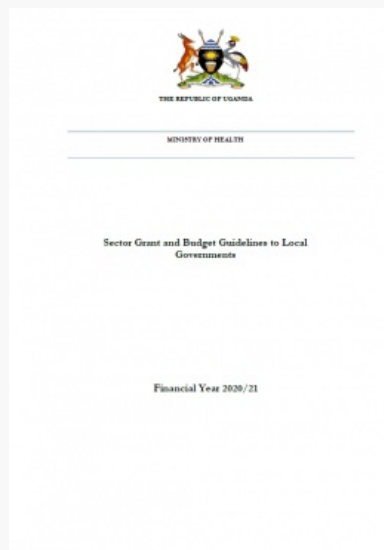 THE REPUBLIC OF UGANDA
MINISTRY OF HEALTH
Sector Grant and Budget Guidelines to Local
Governments
Financial Year 2020/21